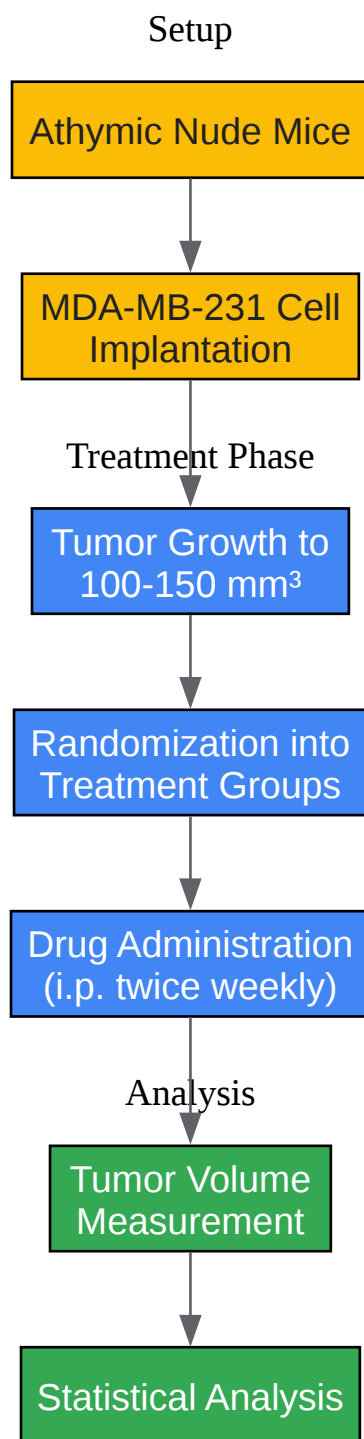 Setup
Athymic Nude Mice
MDA-MB-231 Cell
Implantation
Treatment Phase
Tumor Growth to
100-150 mm³
Randomization into
Treatment Groups
Drug Administration
(i.p. twice weekly)
Analysis
Tumor Volume
Measurement
Statistical Analysis